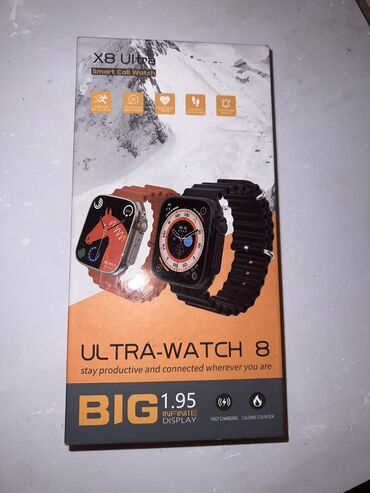 X8 Ultra
Smart Call Watch
ULTRA-WATCH 8
stay productive and connected wherever you are
BIG 1.95
INFINITE
DISPLAY
FAST CHARGING CALORIE COUNTER